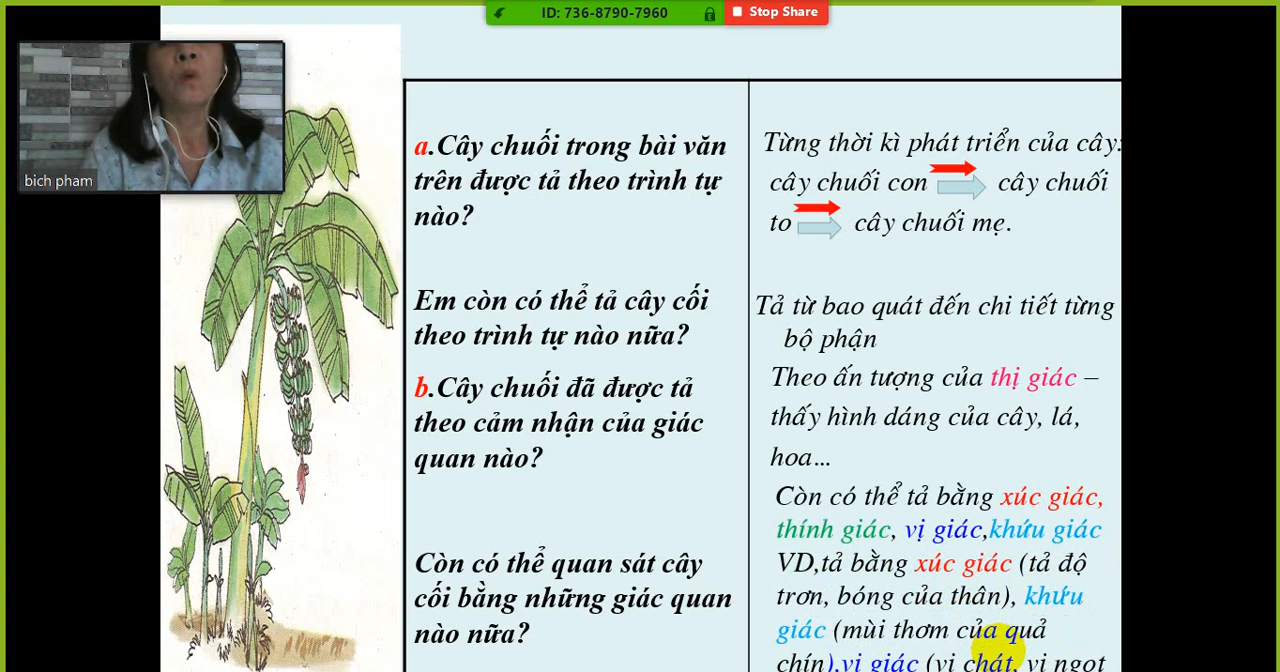 ID: 736-8790-7960
Stop Share
bich pham
a.Cây chuối trong bài văn
trên được tả theo trình tự
nào?
Em còn có thể tả cây cối
theo trình tự nào nữa?
b.Cây chuối đã được tả
theo cảm nhận của giác
quan nào?
Còn có thể quan sát cây
cối bằng những giác quan
nào nữa?
Từng thời kì phát triển của cây:
cây chuối con cây chuối
to cây chuối mẹ.
Tả từ bao quát đến chi tiết từng
bộ phận
Theo ấn tượng của thị giác –
thấy hình dáng của cây, lá,
hoa...
Còn có thể tả bằng xúc giác,
thính giác, vị giác,khứu giác
VD,tả bằng xúc giác (tả độ
trơn, bóng của thân), khứu
giác (mùi thơm của quả
chín),vị giác (vị chát, vị ngọt